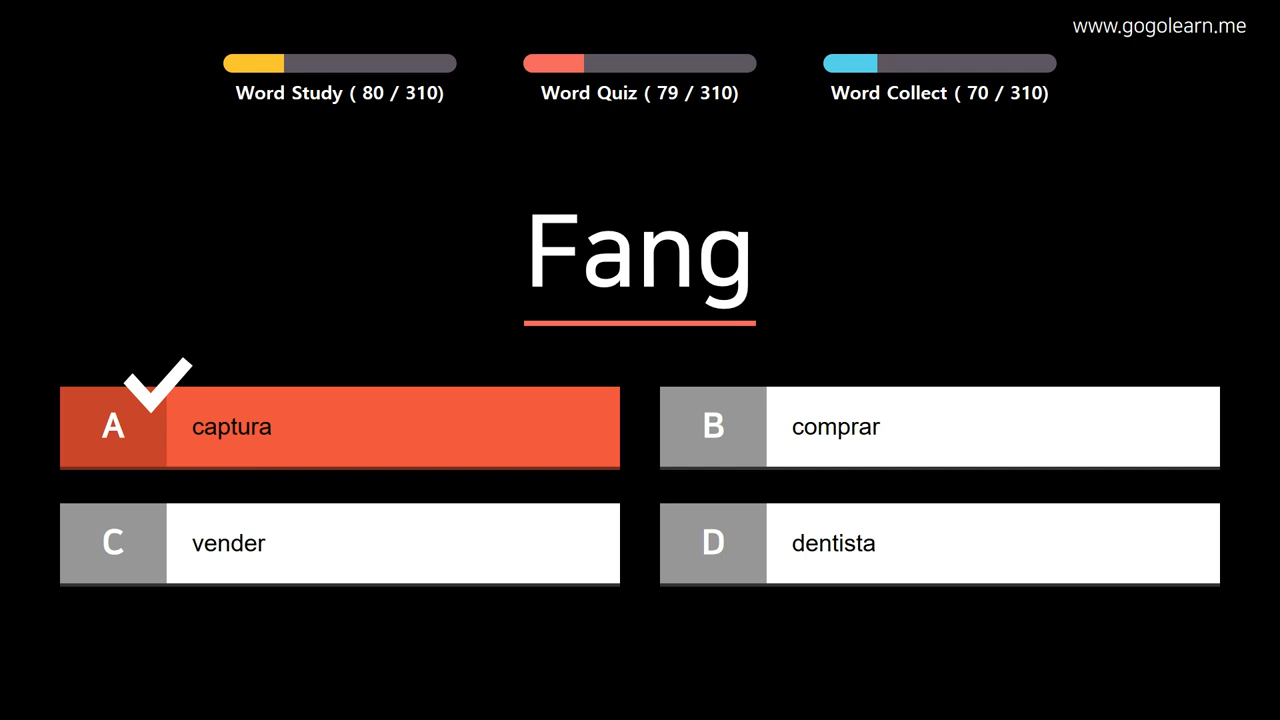 www.gogolearn.me
Word Study ( 80 / 310)
Word Quiz ( 79 / 310)
Word Collect ( 70 / 310)
Fang
A captura
B comprar
C vender
D dentista